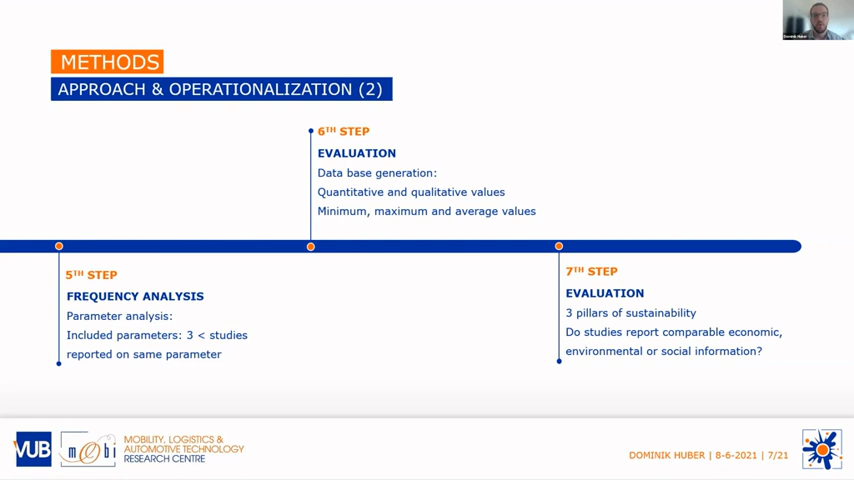 Dominik Huber
METHODS
APPROACH & OPERATIONALIZATION (2)
6TH STEP
EVALUATION
Data base generation:
Quantitative and qualitative values
Minimum, maximum and average values
5TH STEP
FREQUENCY ANALYSIS
Parameter analysis:
Included parameters: 3 < studies
reported on same parameter
7TH STEP
EVALUATION
3 pillars of sustainability
Do studies report comparable economic,
environmental or social information?
VUB
mobi
MOBILITY, LOGISTICS &
AUTOMOTIVE TECHNOLOGY
RESEARCH CENTRE
DOMINIK HUBER | 8-6-2021 | 7/21